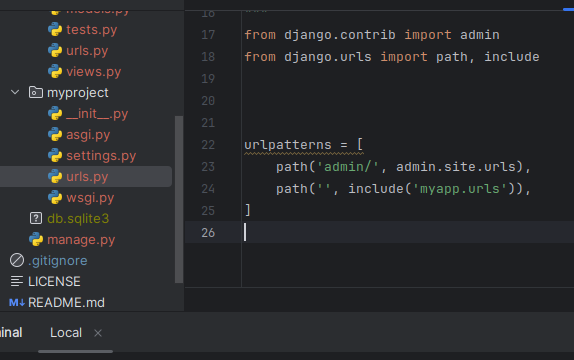 models.py
tests.py
urls.py
views.py
myproject
__init__.py
asgi.py
settings.py
urls.py
wsgi.py
db.sqlite3
manage.py
.gitignore
LICENSE
M↓ README.md
16 """
17 from django.contrib import admin
18 from django.urls import path, include
19
20
21
22 urlpatterns = [
23 path('admin/', admin.site.urls),
24 path('', include('myapp.urls')),
25 ]
26
inal Local ×